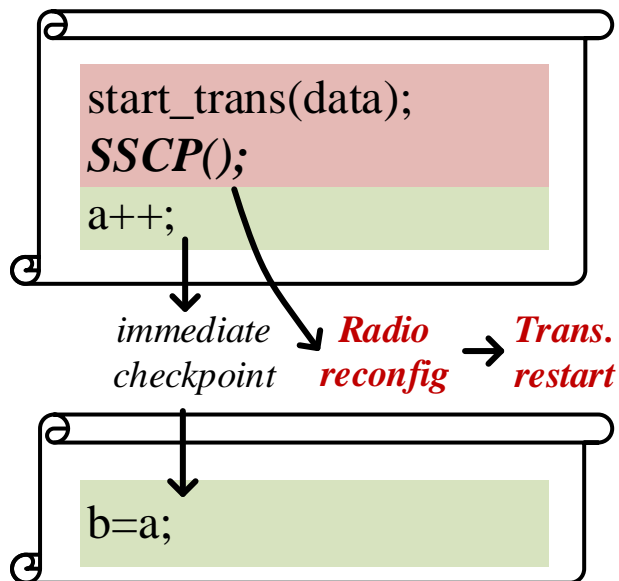 start_trans(data);
SSCP();
a++;
immediate
checkpoint
Radio
reconfig
Trans.
restart
b=a;